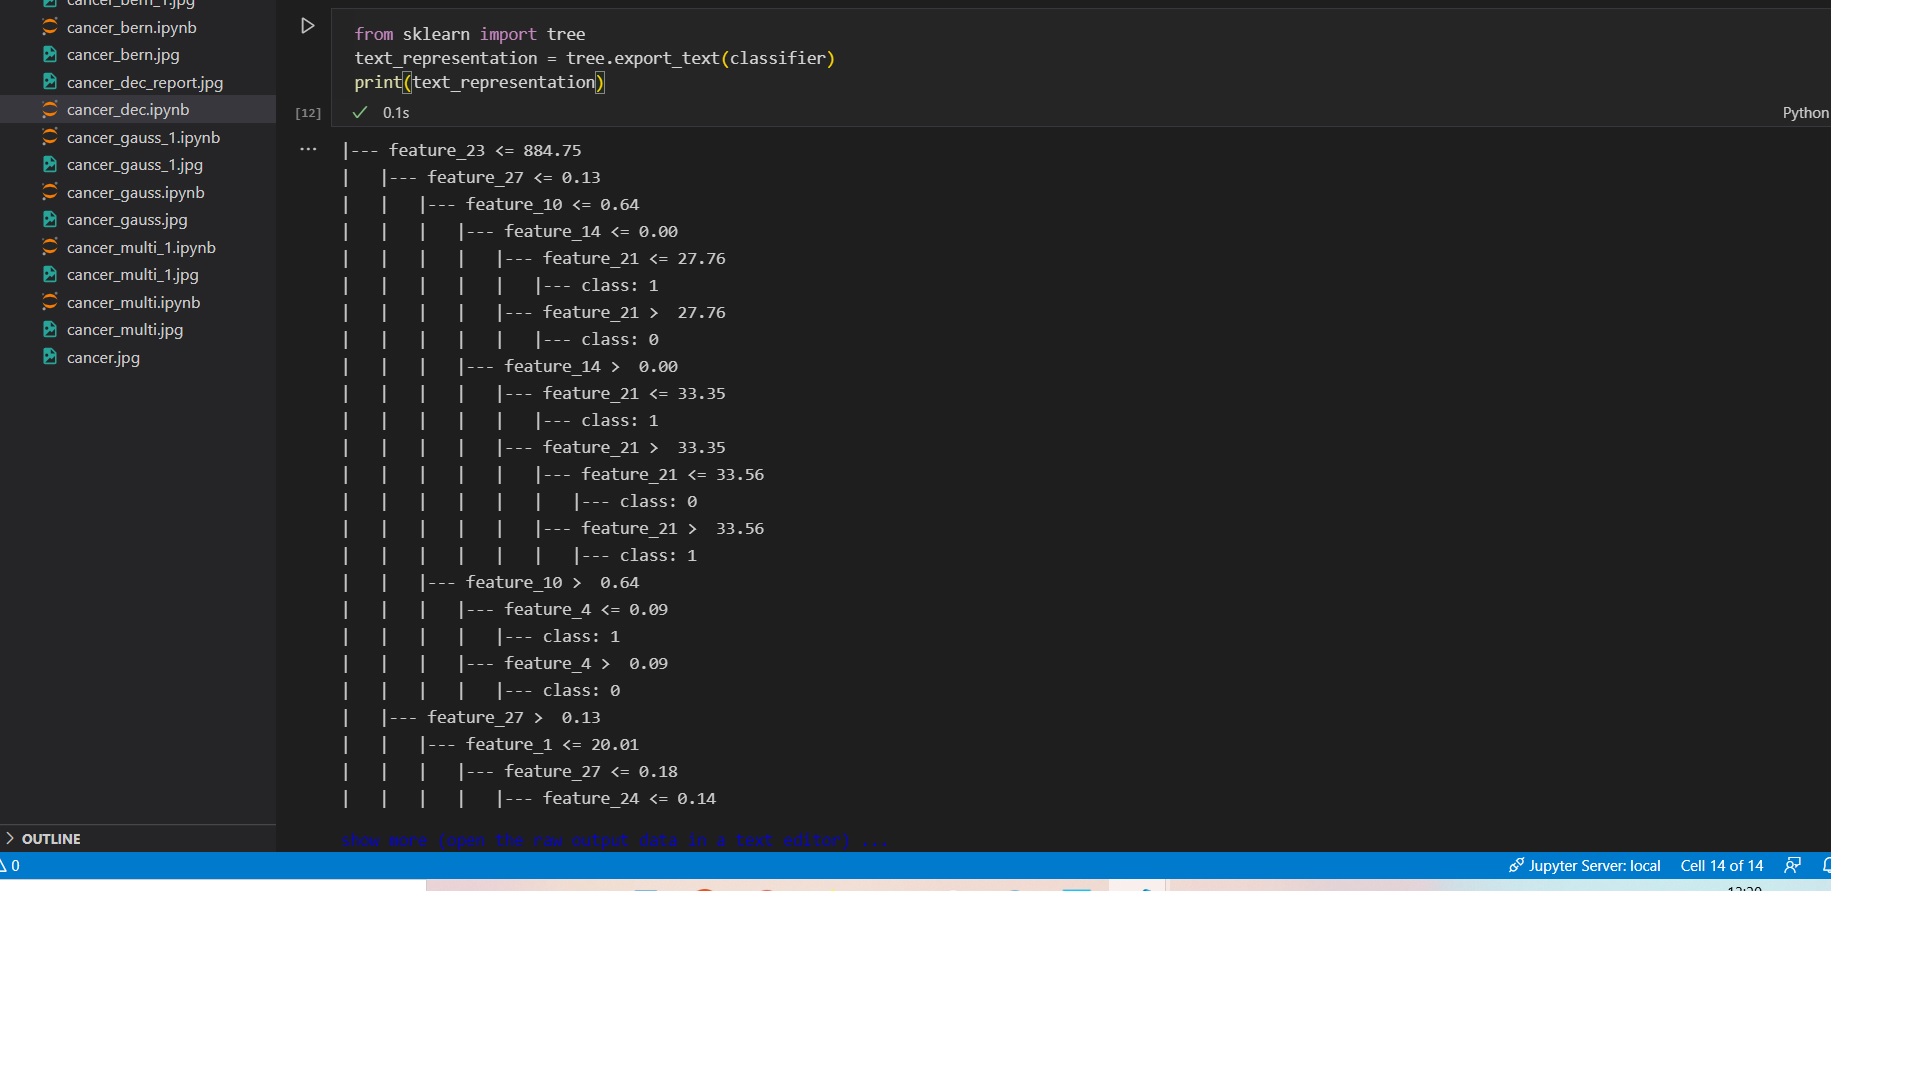 cancer_bern_1.jpg
cancer_bern.ipynb
cancer_bern.jpg
cancer_dec_report.jpg
cancer_dec.ipynb
cancer_gauss_1.ipynb
cancer_gauss_1.jpg
cancer_gauss.ipynb
cancer_gauss.jpg
cancer_multi_1.ipynb
cancer_multi_1.jpg
cancer_multi.ipynb
cancer_multi.jpg
cancer.jpg
OUTLINE
from sklearn import tree
text_representation = tree.export_text(classifier)
print(text_representation)
[12] 0.1s
Python
|--- feature_23 <= 884.75
|   |--- feature_27 <= 0.13
|   |   |--- feature_10 <= 0.64
|   |   |   |--- feature_14 <= 0.00
|   |   |   |   |--- feature_21 <= 27.76
|   |   |   |   |   |--- class: 1
|   |   |   |   |--- feature_21 >  27.76
|   |   |   |   |   |--- class: 0
|   |   |   |--- feature_14 >  0.00
|   |   |   |   |--- feature_21 <= 33.35
|   |   |   |   |   |--- class: 1
|   |   |   |   |--- feature_21 >  33.35
|   |   |   |   |   |--- feature_21 <= 33.56
|   |   |   |   |   |   |--- class: 0
|   |   |   |   |   |--- feature_21 >  33.56
|   |   |   |   |   |   |--- class: 1
|   |   |--- feature_10 >  0.64
|   |   |   |--- feature_4 <= 0.09
|   |   |   |   |--- class: 1
|   |   |   |--- feature_4 >  0.09
|   |   |   |   |--- class: 0
|   |--- feature_27 >  0.13
|   |   |--- feature_1 <= 20.01
|   |   |   |--- feature_27 <= 0.18
|   |   |   |   |--- feature_24 <= 0.14
show more (open the raw output data in a text editor) ...
0
Jupyter Server: local
Cell 14 of 14